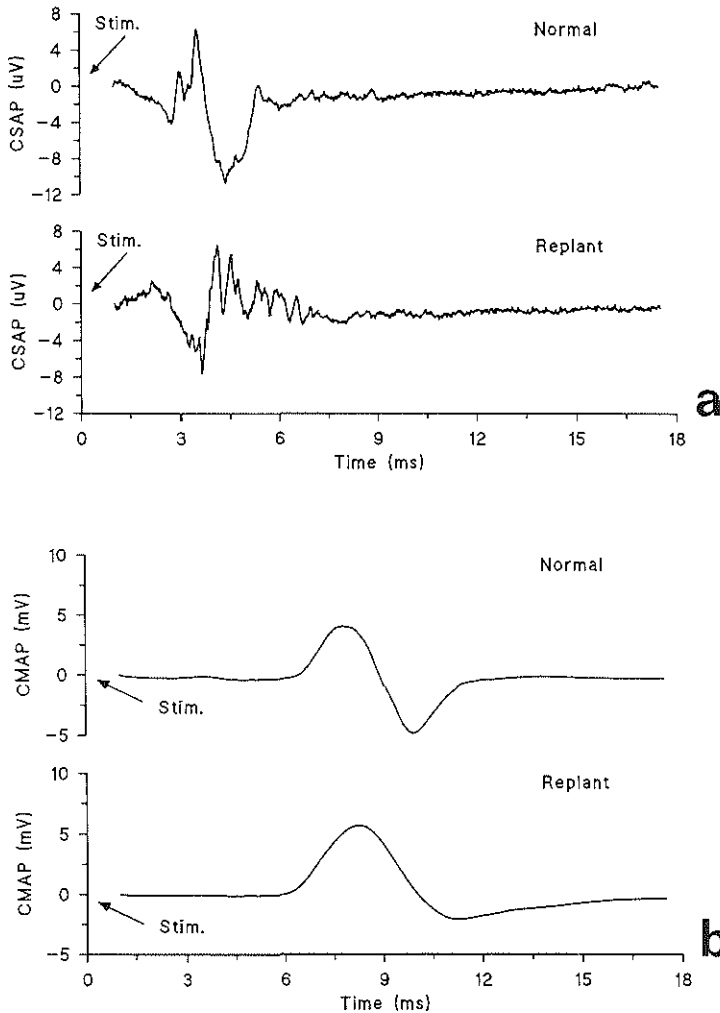 8
Stim.
Normal
4
0
-4
-8
-12
CSAP (uV)
8
Stim.
Replant
4
0
-4
-8
-12
CSAP (uV)
0 3 6 9 12 15 18
Time (ms)
a
10
Normal
5
0
-5
CMAP (mV)
Stim.
10
Replant
5
0
-5
CMAP (mV)
Stim.
0 3 6 9 12 15 18
Time (ms)
b